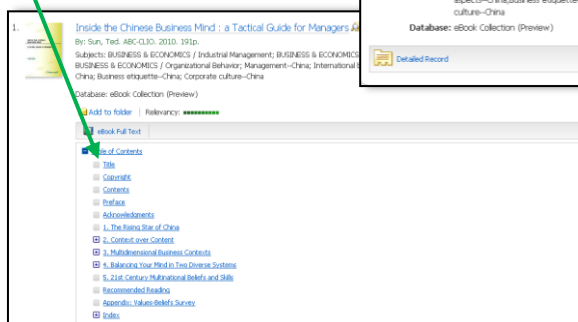 1.
Inside the Chinese Business Mind : a Tactical Guide for Managers
By: Sun, Ted. ABC-CLIO. 2010. 191p.
Subjects: BUSINESS & ECONOMICS / Industrial Management; BUSINESS & ECONOMICS
BUSINESS & ECONOMICS / Organizational Behavior; Management--China; International
China; Business etiquette--China; Corporate culture--China
Database: eBook Collection (Preview)
Add to folder | Relevancy:
eBook Full Text
Table of Contents
Title
Copyright
Contents
Preface
Acknowledgments
1. The Rising Star of China
2. Context over Content
3. Multidimensional Business Contexts
4. Balancing Your Mind in Two Diverse Systems
5. 21st Century Multinational Beliefs and Skills
Recommended Reading
Appendix: Values-Beliefs Survey
Index
aspects--China;Business etiquette
culture--China
Database: eBook Collection (Preview)
Detailed Record